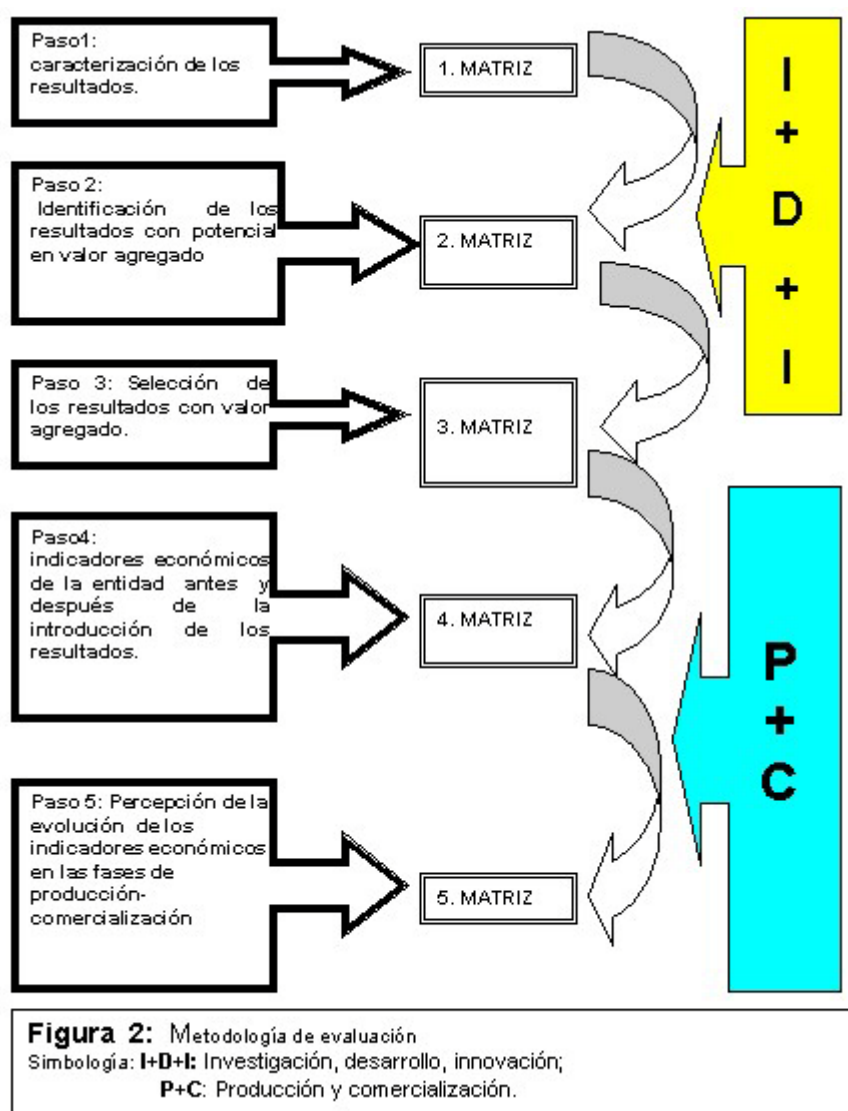 Paso1:
caracterización de los
resultados.
1. MATRIZ
Paso 2:
Identificación de los
resultados con potencial
en valor agregado
2. MATRIZ
Paso 3: Selección de
los resultados con valor
agregado.
3. MATRIZ
Paso4:
indicadores económicos
de la entidad antes y
después de la
introducción de los
resultados.
4. MATRIZ
Paso 5: Percepción de la
evolución de los
indicadores económicos
en las fases de
producción-
comercialización
5. MATRIZ
I
+
D
+
I
P
+
C
Figura 2: Metodología de evaluación
Simbología: I+D+I: Investigación, desarrollo, innovación;
P+C: Producción y comercialización.